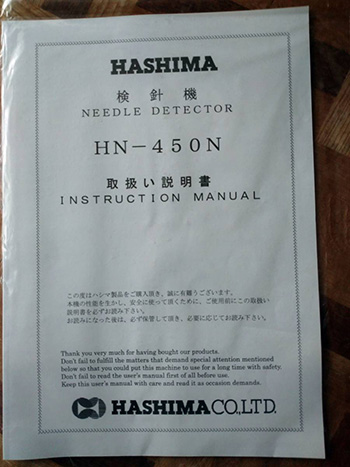 HASHIMA
検針機
NEEDLE DETECTOR
HN-450N
取扱い説明書
INSTRUCTION MANUAL
この度はハシマ製品をご購入頂き、誠に有難うございます。
本機の性能を生かし、安全に使って頂くために、ご使用前にこの取扱い
説明書を必ずお読み下さい。
お読みになった後は、必ず保管して頂き、必要に応じてお読み下さい。
Thank you very much for having bought our products.
Don't fail to fulfill the matters that demand special attention mentioned
below so that you could put this machine to use for a long time with safety.
Don't fail to read the user's manual first of all before use.
Keep this user's manual with care and read it as occasion demands.
HASHIMA CO.,LTD.